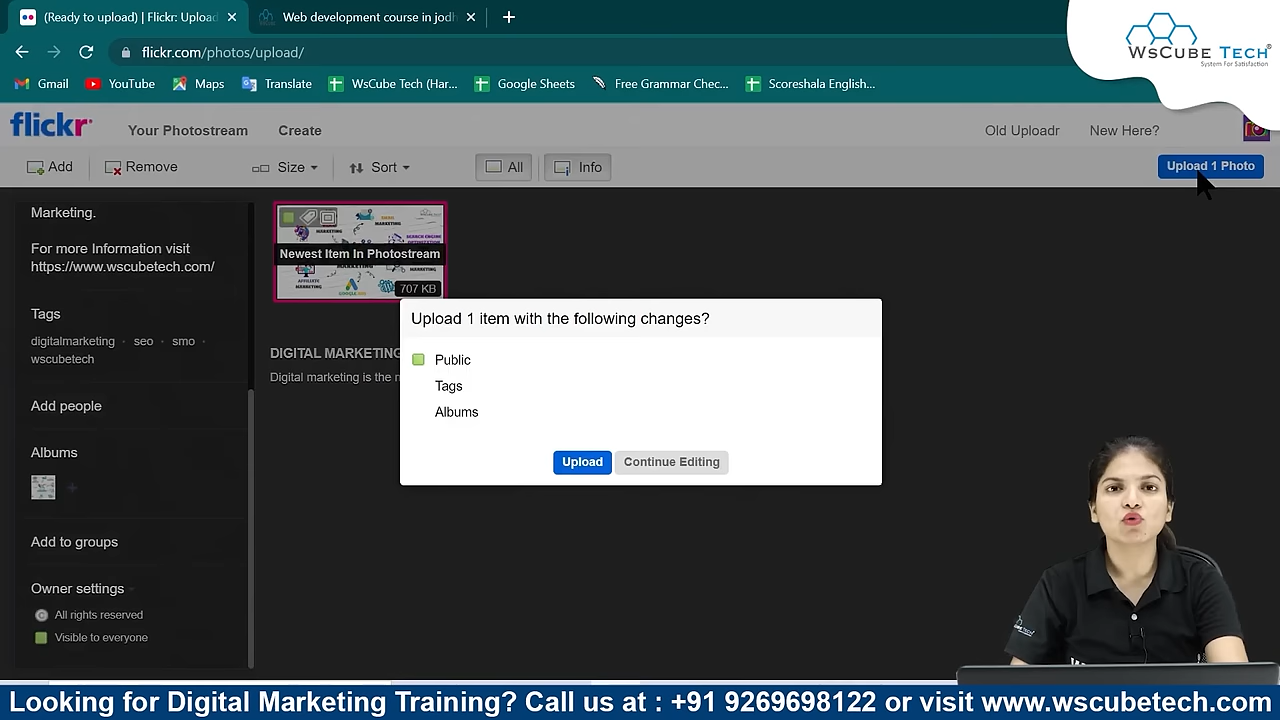 (Ready to upload) | Flickr: Upload
Web development course in jodh
flickr.com/photos/upload/
Gmail
YouTube
Maps
Translate
WsCube Tech (Har...
Google Sheets
Free Grammar Chec...
Scoreshala English...
WSCUBE TECH®
System For Satisfaction
flickr
Your Photostream
Create
Old Uploadr
New Here?
Add
Remove
Size
Sort
All
Info
Upload 1 Photo
Marketing.
For more Information visit
https://www.wscubetech.com/
Tags
digitalmarketing · seo · smo ·
wscubetech
Add people
Albums
Add to groups
Owner settings
All rights reserved
Visible to everyone
Newest Item In Photostream
707 KB
DIGITAL MARKETING
Digital marketing is the
Upload 1 item with the following changes?
Public
Tags
Albums
Upload
Continue Editing
Looking for Digital Marketing Training? Call us at : +91 9269698122 or visit www.wscubetech.com